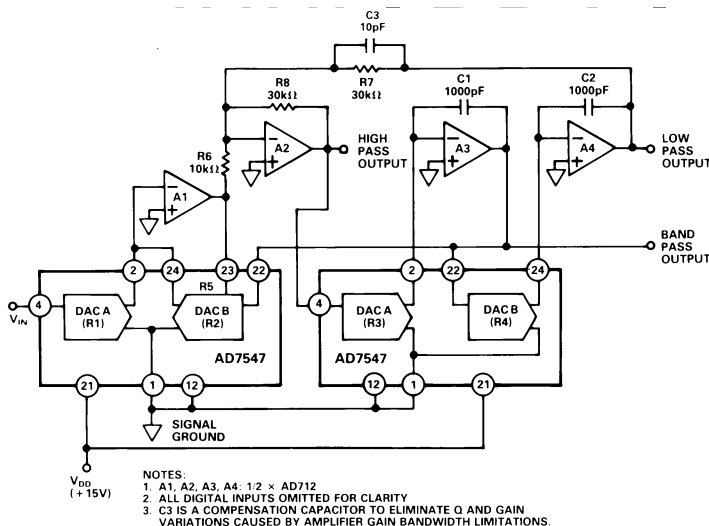 C3
10pF
R8
30kΩ
R7
30kΩ
C1
1000pF
C2
1000pF
R6
10kΩ
−
+
A1
−
+
A2
−
+
A3
−
+
A4
HIGH
PASS
OUTPUT
LOW
PASS
OUTPUT
BAND
PASS
OUTPUT
2
24
23
22
2
22
24
R5
4
VIN
DAC A
(R1)
DAC B
(R2)
AD7547
4
DAC A
(R3)
DAC B
(R4)
AD7547
21
1
12
12
1
21
SIGNAL
GROUND
VDD
(+15V)
NOTES:
1. A1, A2, A3, A4: 1/2 × AD712
2. ALL DIGITAL INPUTS OMITTED FOR CLARITY
3. C3 IS A COMPENSATION CAPACITOR TO ELIMINATE Q AND GAIN
VARIATIONS CAUSED BY AMPLIFIER GAIN BANDWIDTH LIMITATIONS.